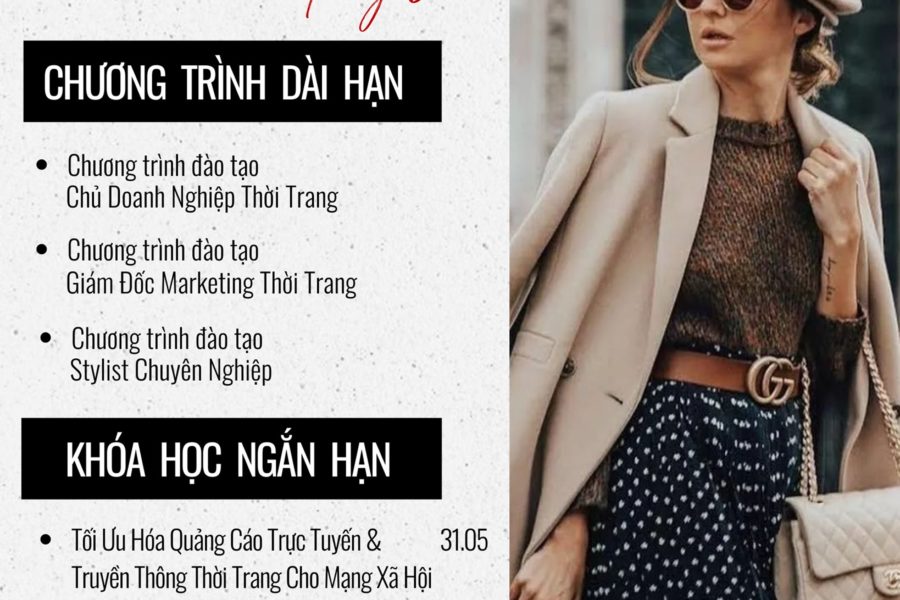 CHƯƠNG TRÌNH DÀI HẠN
• Chương trình đào tạo
Chủ Doanh Nghiệp Thời Trang
• Chương trình đào tạo
Giám Đốc Marketing Thời Trang
• Chương trình đào tạo
Stylist Chuyên Nghiệp
KHÓA HỌC NGẮN HẠN
• Tối Ưu Hóa Quảng Cáo Trực Tuyến & 31.05
Truyền Thông Thời Trang Cho Mạng Xã Hội